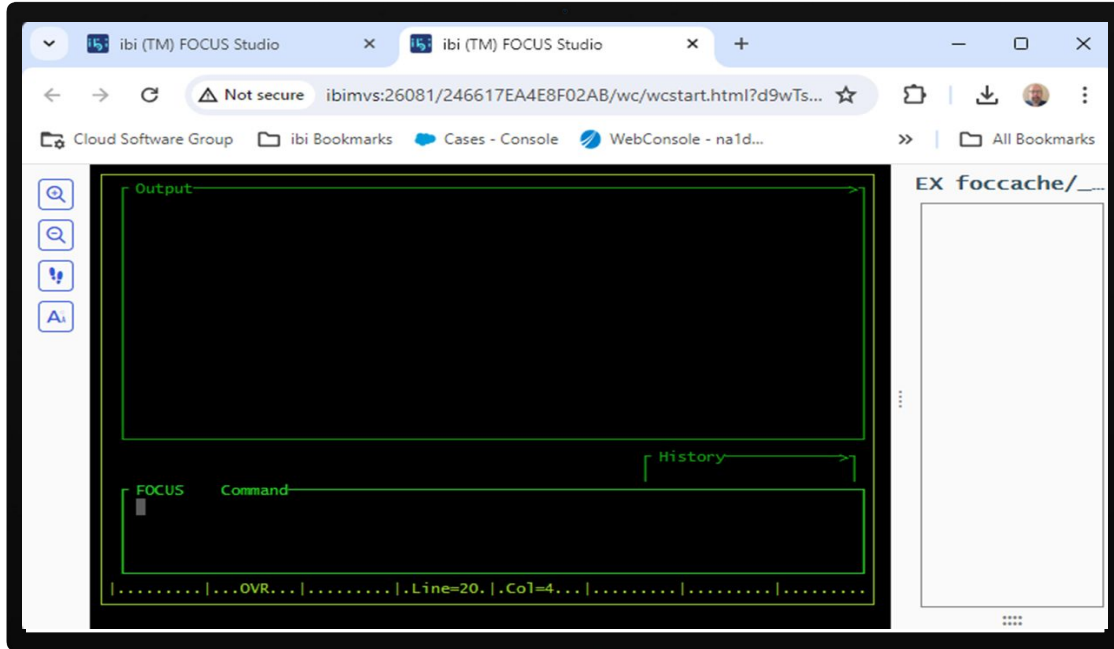 ibi (TM) FOCUS Studio
ibi (TM) FOCUS Studio
Not secure ibimvs:26081/246617EA4E8F02AB/wc/wcstart.html?d9wTs...
Cloud Software Group ibi Bookmarks Cases - Console WebConsole - na1d... » All Bookmarks
EX foccache/_...
Output
History
FOCUS Command
|.........|...OVR...|.........|.Line=20.|.Col=4...|.........|.........|.........